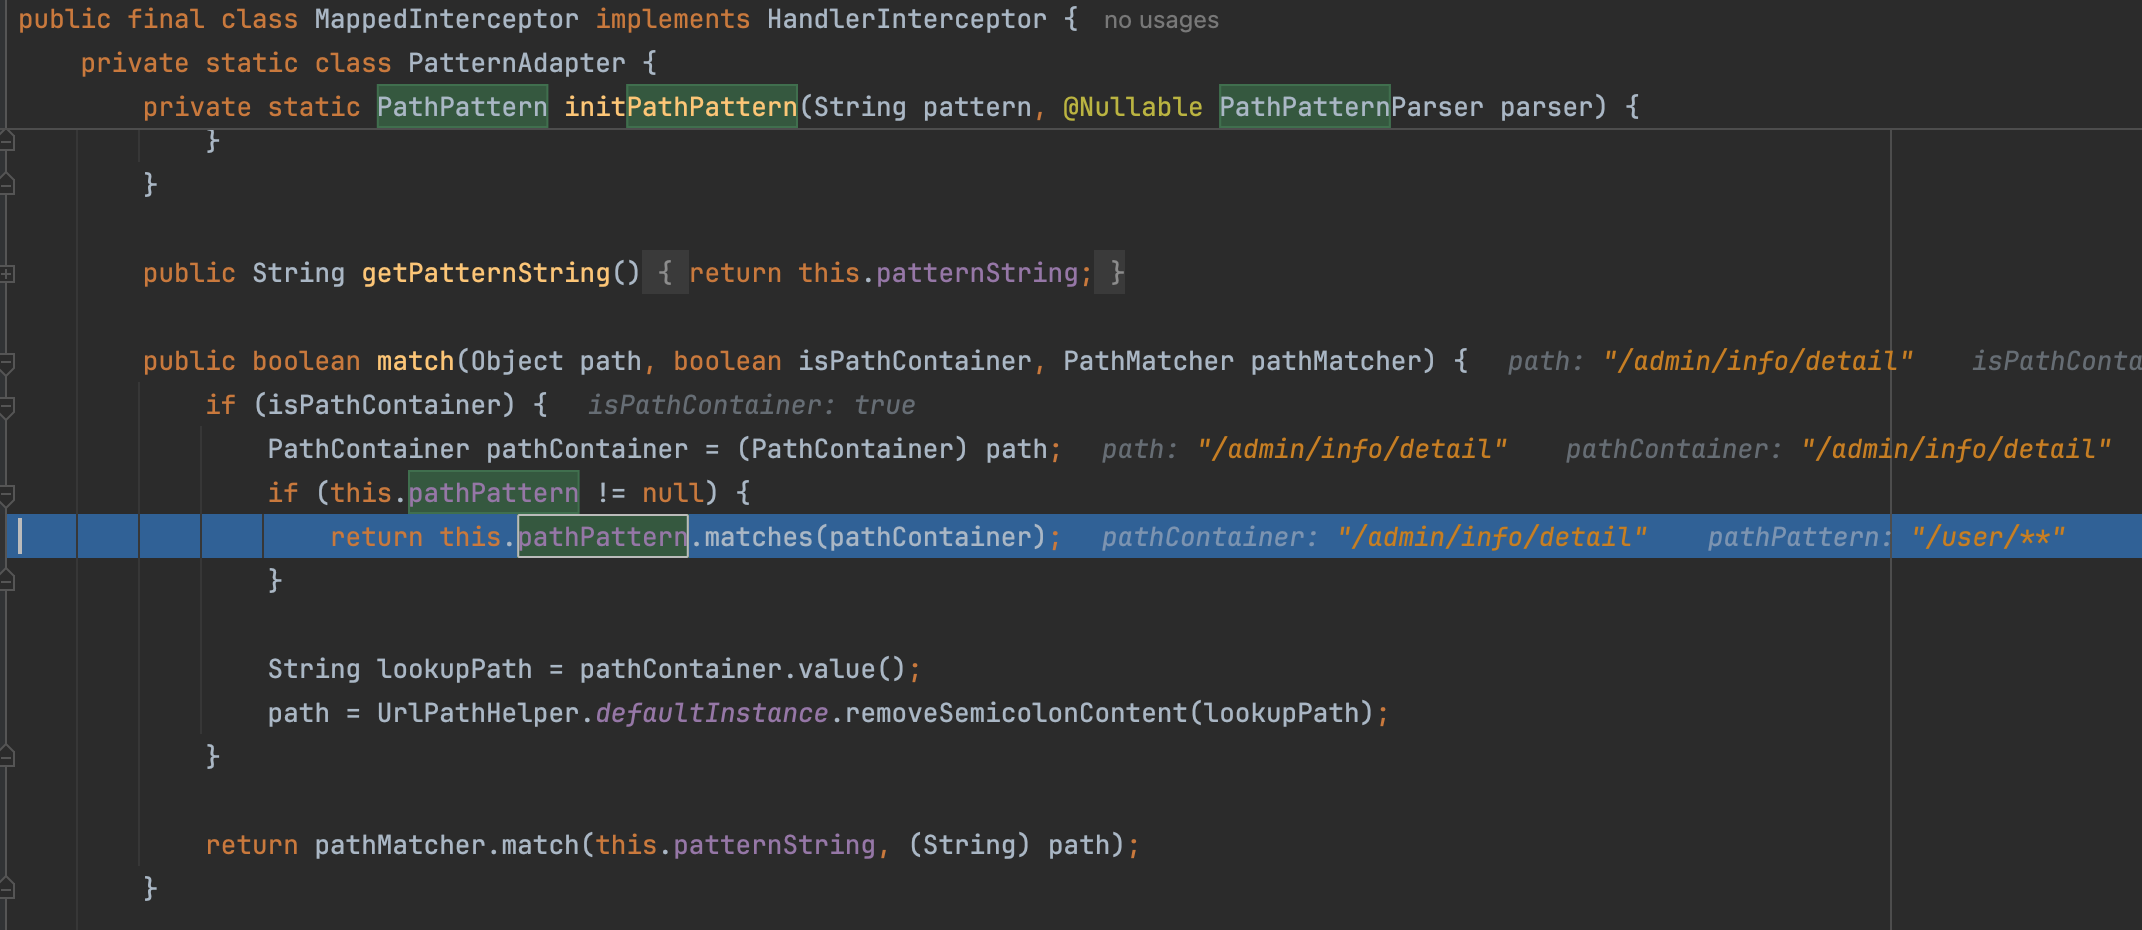 public final class MappedInterceptor implements HandlerInterceptor { no usages
private static class PatternAdapter {
private static PathPattern initPathPattern(String pattern, @Nullable PathPatternParser parser) {
}
}
public String getPatternString() { return this.patternString; }
public boolean match(Object path, boolean isPathContainer, PathMatcher pathMatcher) { path: "/admin/info/detail" isPathConta
if (isPathContainer) { isPathContainer: true
PathContainer pathContainer = (PathContainer) path; path: "/admin/info/detail" pathContainer: "/admin/info/detail"
if (this.pathPattern != null) {
return this.pathPattern.matches(pathContainer); pathContainer: "/admin/info/detail" pathPattern: "/user/**"
}
String lookupPath = pathContainer.value();
path = UrlPathHelper.defaultInstance.removeSemicolonContent(lookupPath);
}
return pathMatcher.match(this.patternString, (String) path);
}